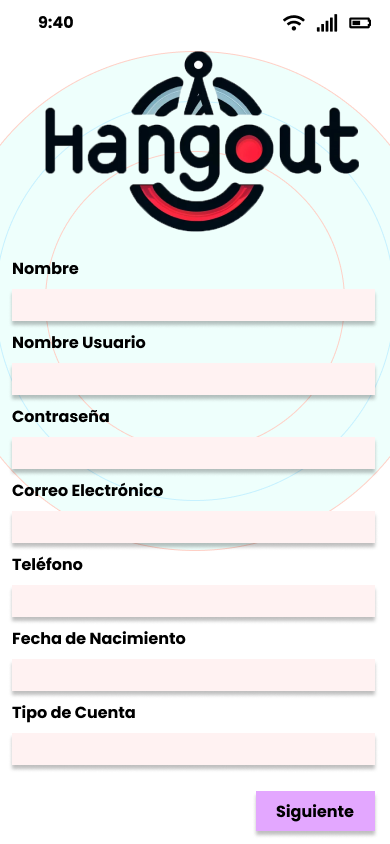 9:40
Hangout
Nombre
Nombre Usuario
Contraseña
Correo Electrónico
Teléfono
Fecha de Nacimiento
Tipo de Cuenta
Siguiente